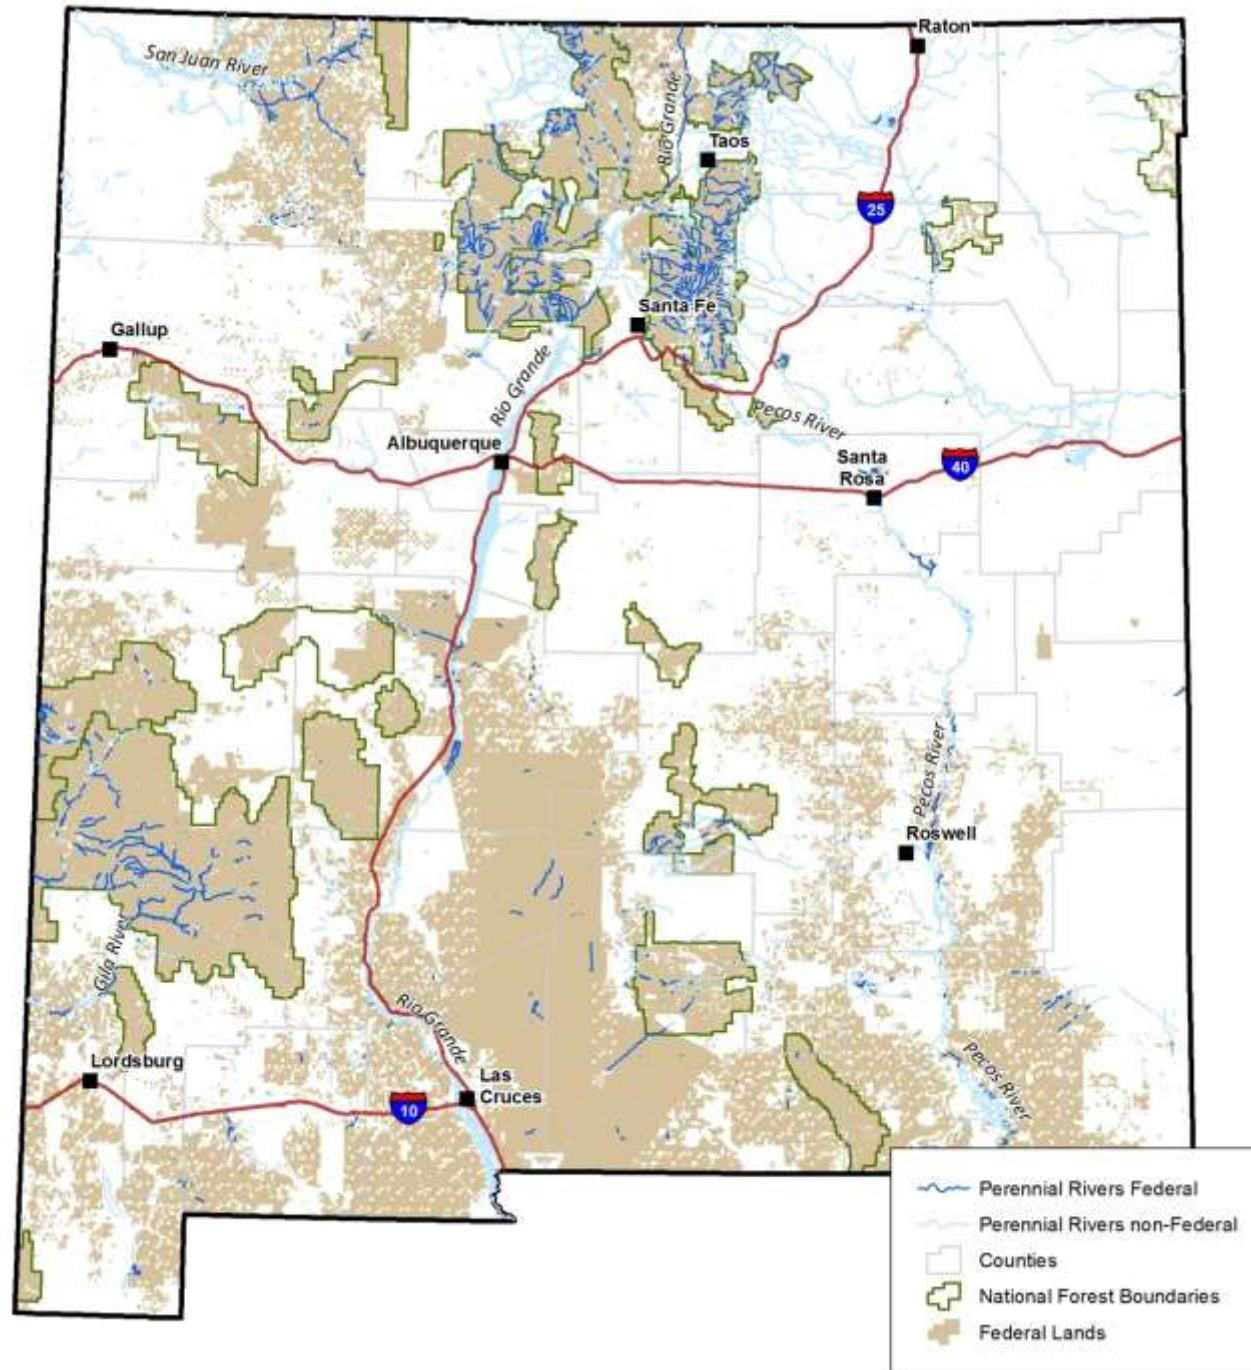 Raton
San Juan River
Rio Grande
Taos
25
Santa Fe
Gallup
Rio Grande
Pecos River
Albuquerque
Santa
Rosa
40
Pecos River
Roswell
Gila River
Rio Grande
Pecos River
Lordsburg
Las
Cruces
10
Perennial Rivers Federal
Perennial Rivers non-Federal
Counties
National Forest Boundaries
Federal Lands